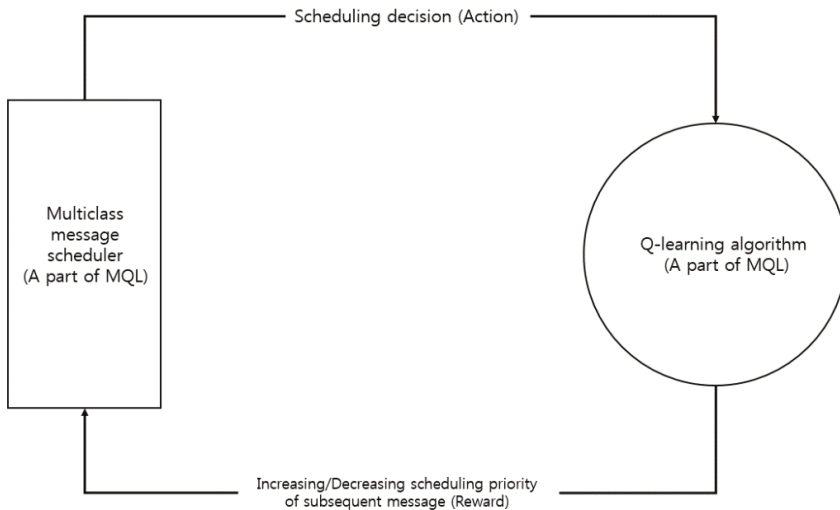 Scheduling decision (Action)
Multiclass
message
scheduler
(A part of MQL)
Q-learning algorithm
(A part of MQL)
Increasing/Decreasing scheduling priority
of subsequent message (Reward)